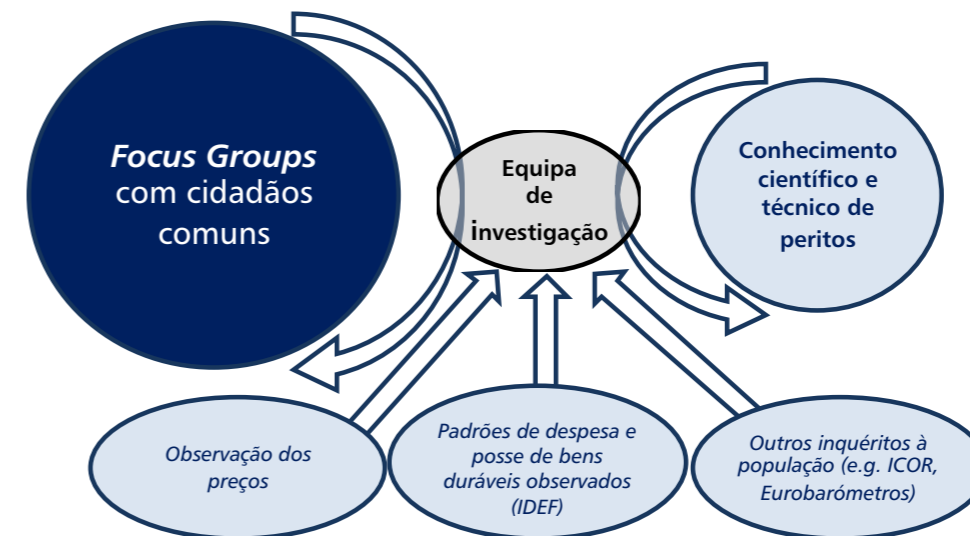 Focus Groups
com cidadãos
comuns
Equipa
de
investigação
Conhecimento
científico e
técnico de
peritos
Observação dos
preços
Padrões de despesa e
posse de bens
duráveis observados
(IDEF)
Outros inquéritos à
população (e.g. ICOR,
Eurobarómetros)